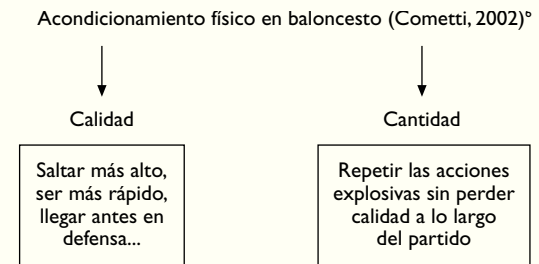 Acondicionamiento físico en baloncesto (Cometti, 2002)⁶
Calidad
Cantidad
Saltar más alto,
ser más rápido,
llegar antes en
defensa...
Repetir las acciones
explosivas sin perder
calidad a lo largo
del partido